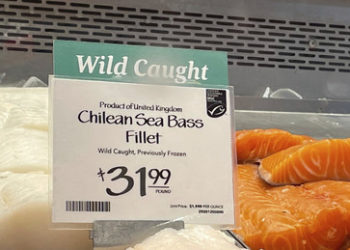 Wild Caught
Product of United Kingdom
Chilean Sea Bass
Fillet
Wild Caught, Previously Frozen
$31.99
POUND